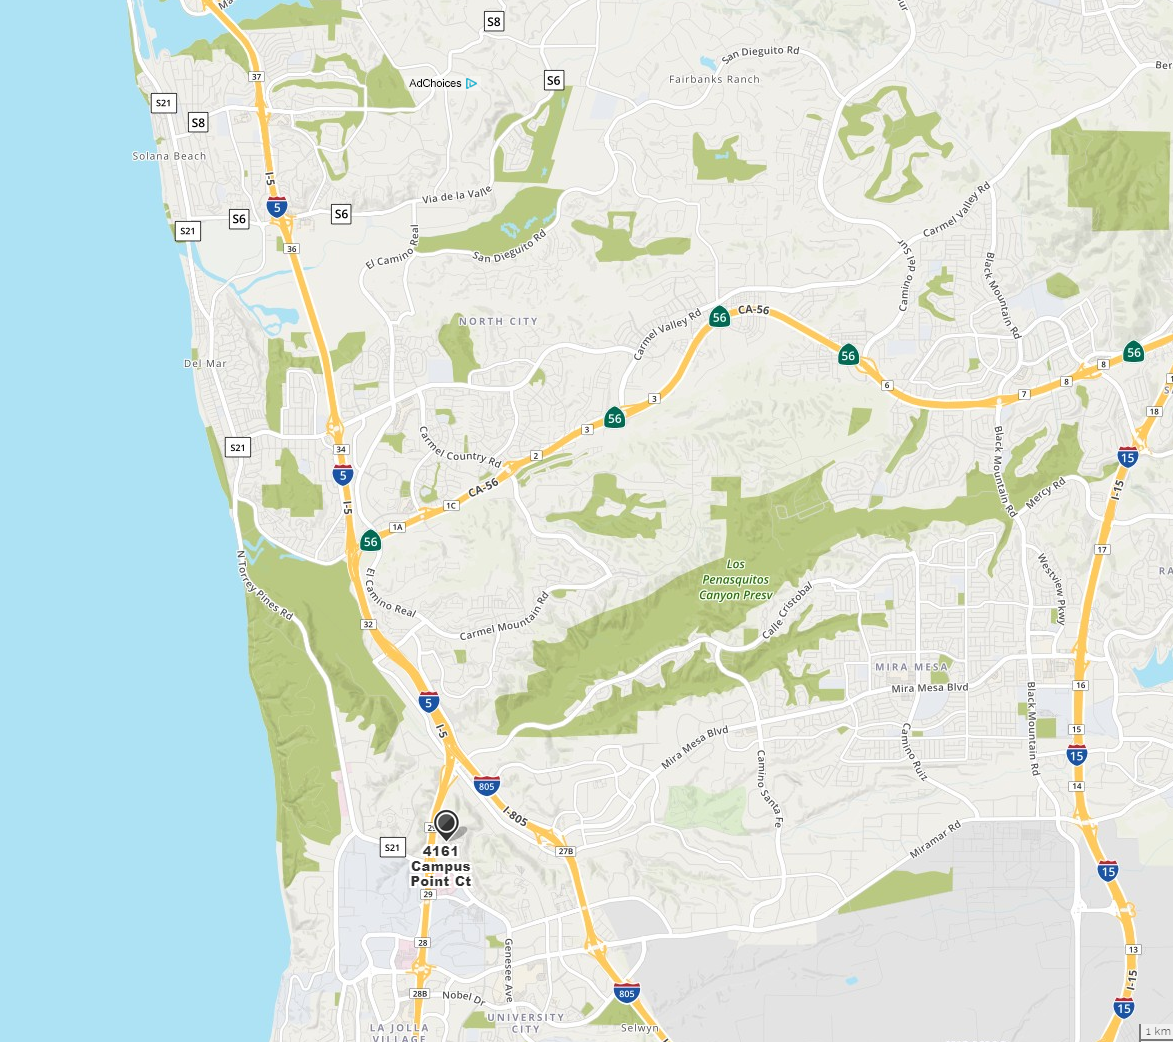 S8
San Dieguito Rd
Fairbanks Ranch
37
AdChoices
S6
S21
S8
Solana Beach
I-5
5
Via de la Valle
S6
S6
S21
36
El Camino Real
San Dieguito Rd
Carmel Valley Rd
Camino del Sur
Black Mountain Rd
NORTH CITY
Carmel Valley Rd
56
CA-56
56
56
Del Mar
6
8
8
7
3
56
3
18
S21
34
Carmel Country Rd
2
5
I-5
CA-56
1C
1A
56
Black Mountain Rd
15
I-15
Mercy Rd
17
N Torrey Pines Rd
El Camino Real
Los
Penasquitos
Canyon Presv
Calle Cristobal
Westview Pkwy
32
Carmel Mountain Rd
MIRA MESA
Mira Mesa Blvd
16
5
I-5
Mira Mesa Blvd
Camino Ruiz
Black Mountain Rd
15
15
14
805
I-805
Camino Santa Fe
Miramar Rd
27B
S21
4161
Campus
Point Ct
29
15
28
Genesee Ave
13
I-15
28B
Nobel Dr
805
15
UNIVERSITY
CITY
LA JOLLA
VILLAGE
Selwyn
1 km